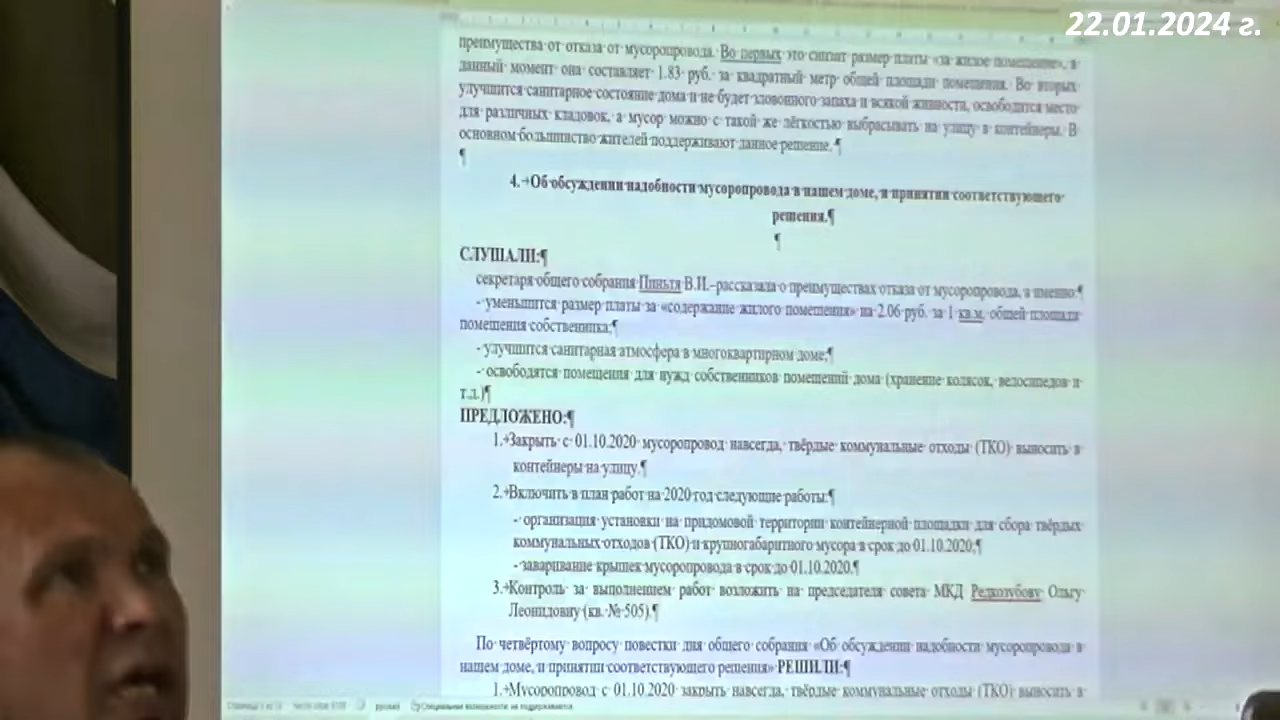 22.01.2024 г.
преимущества от отказа от мусоропровода. Во первых это снизит размер платы «за жилое помещение», в
данный момент она составляет 1.83 руб. за квадратный метр общей площади помещения. Во вторых
улучшится санитарное состояние дома и не будет зловонного запаха и всякой живности, освободится место
для различных кладовок, а мусор можно с такой же лёгкостью выбрасывать на улицу в контейнеры. В
основном большинство жителей поддерживают данное решение. ¶
¶
4.→Об обсуждении надобности мусоропровода в нашем доме, и принятии соответствующего
решения.¶
¶
СЛУШАЛИ:¶
секретаря общего собрания Пиньтя В.И.–рассказала о преимуществах отказа от мусоропровода, а именно:¶
- уменьшится размер платы за «содержание жилого помещения» на 2.06 руб. за 1 кв.м. общей площади
помещения собственника;¶
- улучшится санитарная атмосфера в многоквартирном доме;¶
- освободятся помещения для нужд собственников помещений дома (хранение колясок, велосипедов и
т.д.)¶
ПРЕДЛОЖЕНО:¶
1.→Закрыть с 01.10.2020 мусоропровод навсегда, твёрдые коммунальные отходы (ТКО) выносить в
контейнеры на улицу.¶
2.→Включить в план работ на 2020 год следующие работы:¶
- организация установки на придомовой территории контейнерной площадки для сбора твёрдых
коммунальных отходов (ТКО) и крупногабаритного мусора в срок до 01.10.2020;¶
- заваривание крышек мусоропровода в срок до 01.10.2020.¶
3.→Контроль за выполнением работ возложить на председателя совета МКД Редкозубову Ольгу
Леонидовну (кв. № 505).¶
По четвёртому вопросу повестки дня общего собрания «Об обсуждении надобности мусоропровода в
нашем доме, и принятии соответствующего решения» РЕШИЛИ:¶
1.→Мусоропровод с 01.10.2020 закрыть навсегда, твёрдые коммунальные отходы (ТКО) выносить в
русский
Специальные возможности: не поддерживаются